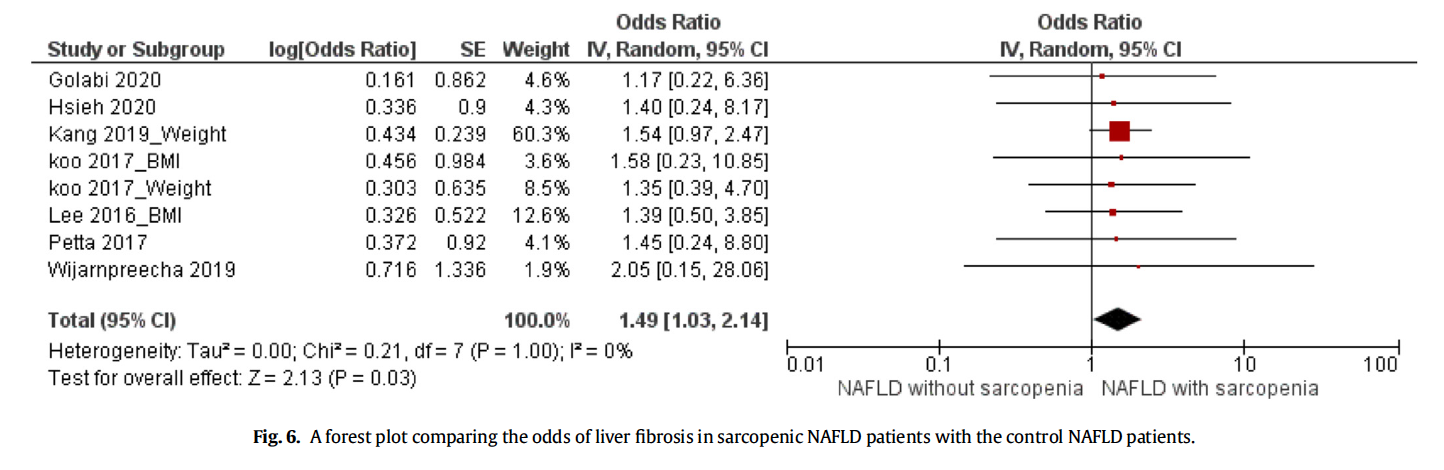 Odds Ratio Odds Ratio
Study or Subgroup log[Odds Ratio] SE Weight IV, Random, 95% CI IV, Random, 95% CI
Golabi 2020 0.161 0.862 4.6% 1.17 [0.22, 6.36]
Hsieh 2020 0.336 0.9 4.3% 1.40 [0.24, 8.17]
Kang 2019_Weight 0.434 0.239 60.3% 1.54 [0.97, 2.47]
koo 2017_BMI 0.456 0.984 3.6% 1.58 [0.23, 10.85]
koo 2017_Weight 0.303 0.635 8.5% 1.35 [0.39, 4.70]
Lee 2016_BMI 0.326 0.522 12.6% 1.39 [0.50, 3.85]
Petta 2017 0.372 0.92 4.1% 1.45 [0.24, 8.80]
Wijarnpreecha 2019 0.716 1.336 1.9% 2.05 [0.15, 28.06]
Total (95% CI) 100.0% 1.49 [1.03, 2.14]
Heterogeneity: Tau² = 0.00; Chi² = 0.21, df = 7 (P = 1.00); I² = 0%
Test for overall effect: Z = 2.13 (P = 0.03)
0.01 0.1 1 10 100
NAFLD without sarcopenia NAFLD with sarcopenia
Fig. 6. A forest plot comparing the odds of liver fibrosis in sarcopenic NAFLD patients with the control NAFLD patients.